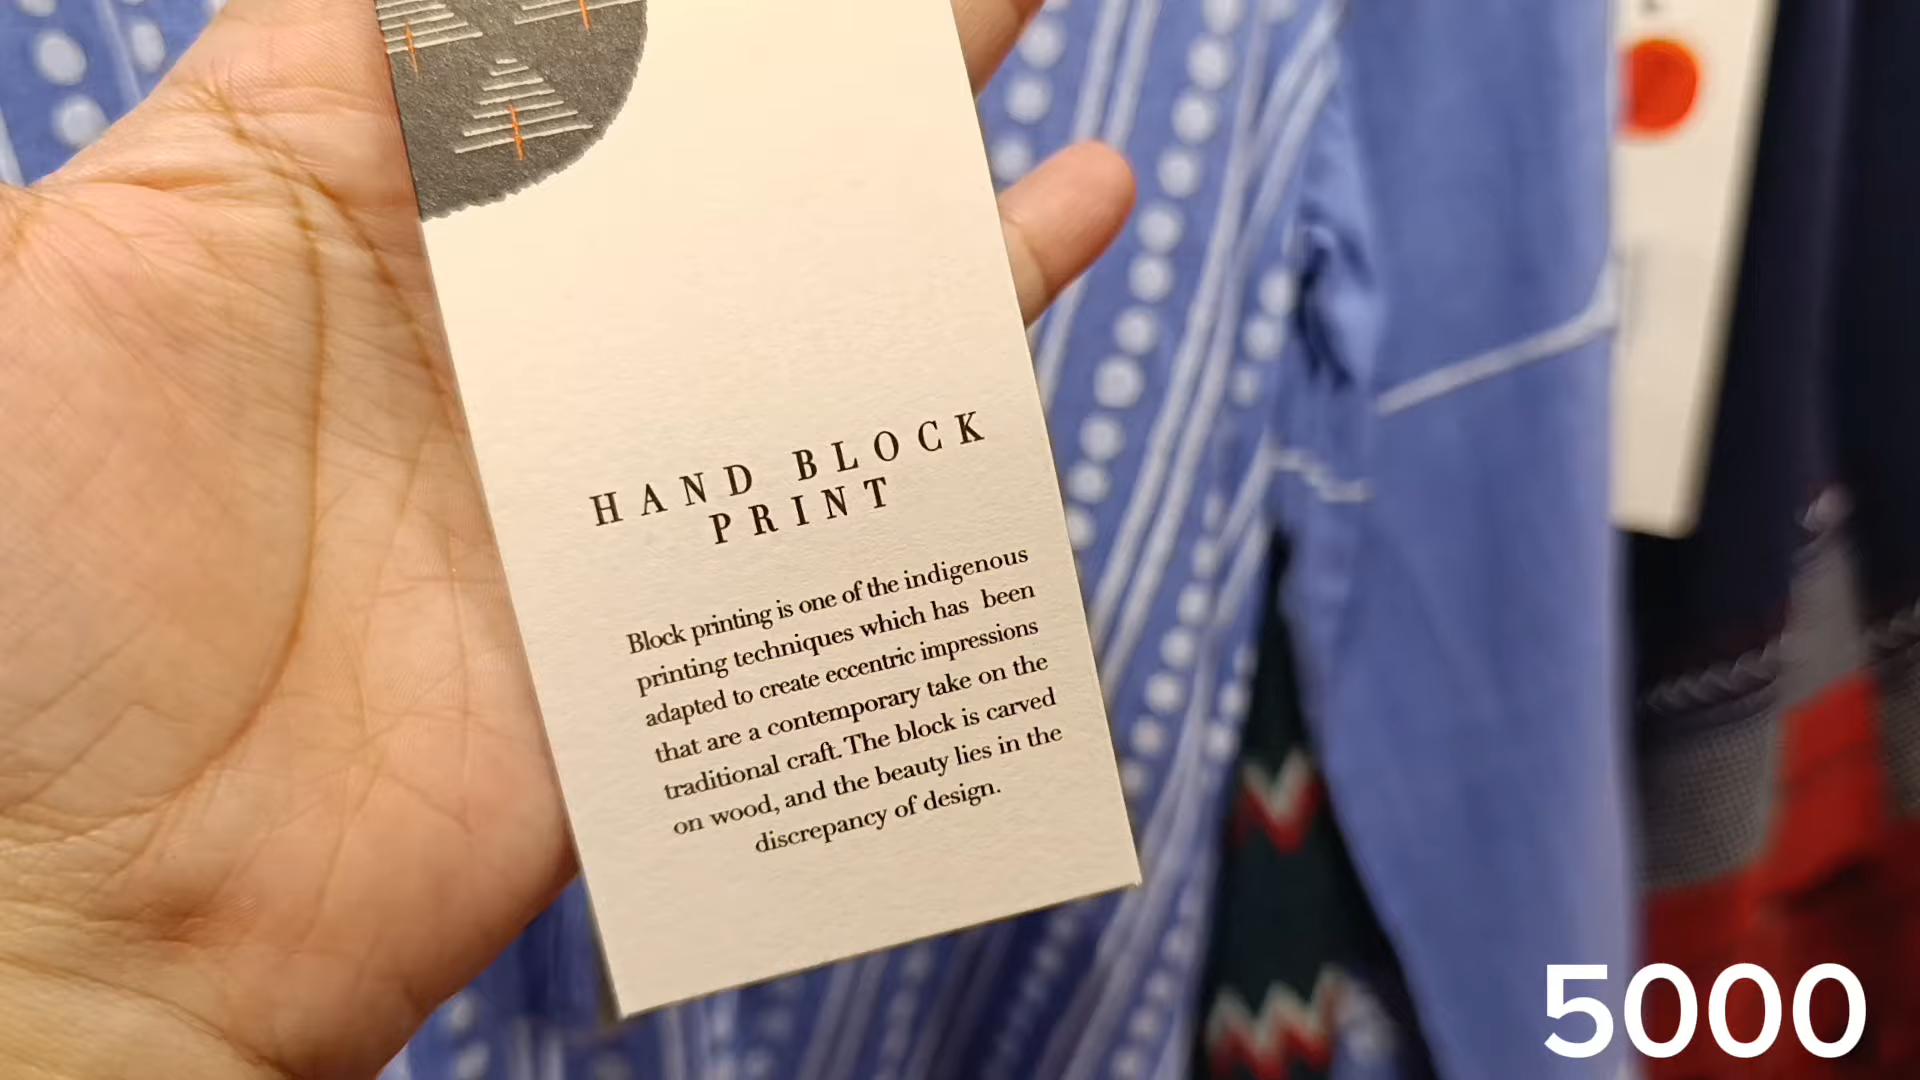 HAND BLOCK
PRINT
Block printing is one of the indigenous
printing techniques which has been
adapted to create eccentric impressions
that are a contemporary take on the
traditional craft. The block is carved
on wood, and the beauty lies in the
discrepancy of design.
5000